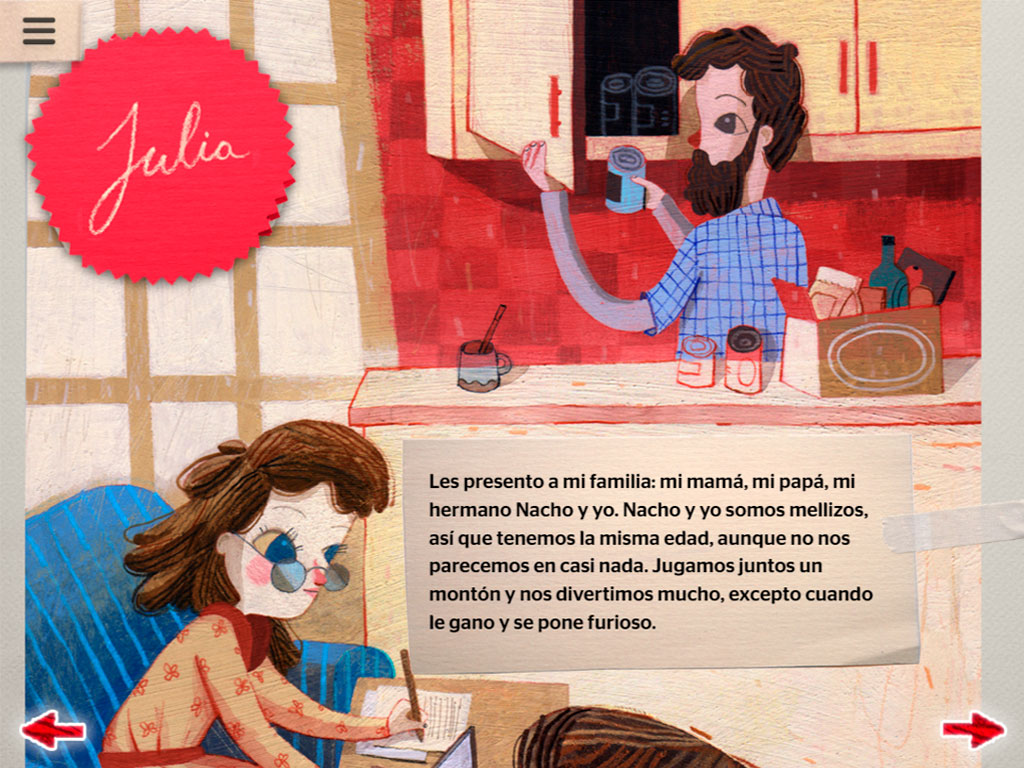 Julia
Les presento a mi familia: mi mamá, mi papá, mi
hermano Nacho y yo. Nacho y yo somos mellizos,
así que tenemos la misma edad, aunque no nos
parecemos en casi nada. Jugamos juntos un
montón y nos divertimos mucho, excepto cuando
le gano y se pone furioso.